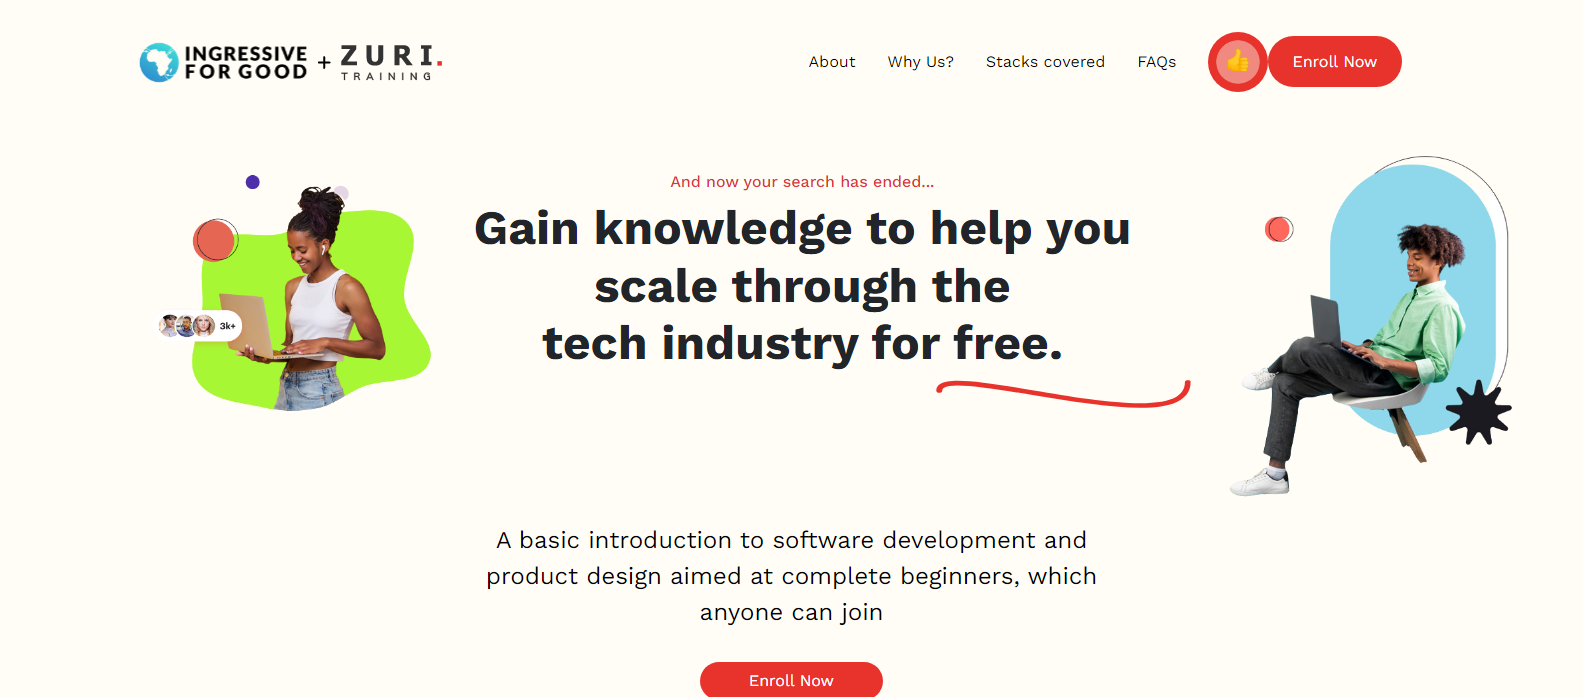 INGRESSIVE
FOR GOOD
+
ZURI.
TRAINING
About
Why Us?
Stacks covered
FAQs
Enroll Now
And now your search has ended...
Gain knowledge to help you
scale through the
tech industry for free.
3k+
A basic introduction to software development and
product design aimed at complete beginners, which
anyone can join
Enroll Now